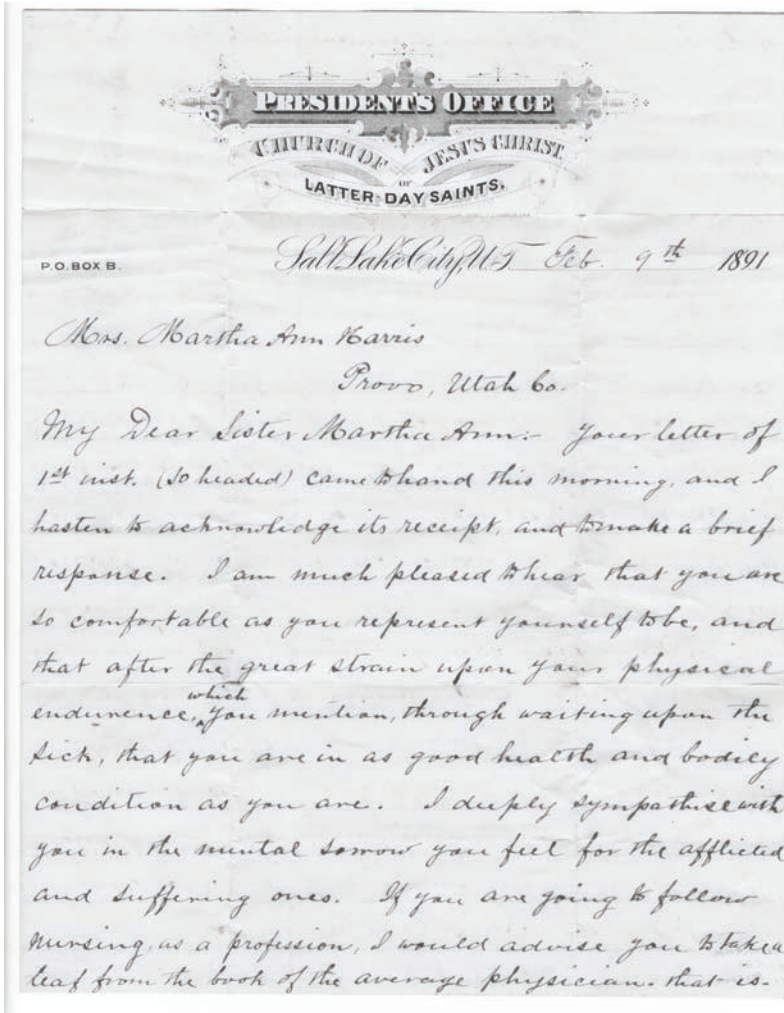 PRESIDENT'S OFFICE
CHURCH OF JESUS CHRIST
OF
LATTER-DAY SAINTS.
P.O. BOX B. Salt Lake City, U.T. Feb. 9th 1891
Mrs. Martha Ann Harris
Provo, Utah Co.
My Dear Sister Martha Ann:- Your letter of
1st inst. (so headed) came to hand this morning, and I
hasten to acknowledge its receipt, and to make a brief
response. I am much pleased to hear that you are
so comfortable as you represent yourself to be, and
that after the great strain upon your physical
endurence, which you mention, through waiting upon the
sick, that you are in as good health and bodily
condition as you are. I deeply sympathise with
you in the mental sorrow you feel for the afflicted
and suffering ones. If you are going to follow
nursing, as a profession, I would advise you to take a
leaf from the book of the average physician. that is-